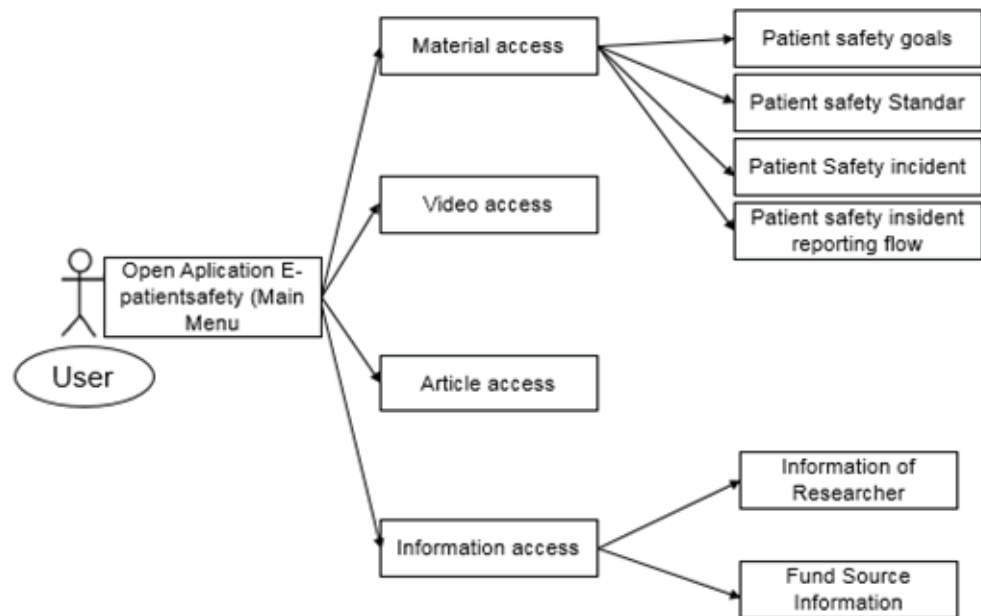 Material access
Patient safety goals
Patient safety Standar
Patient Safety incident
Patient safety insident
reporting flow
Video access
Open Aplication E-
patientsafety (Main
Menu
User
Article access
Information access
Information of
Researcher
Fund Source
Information